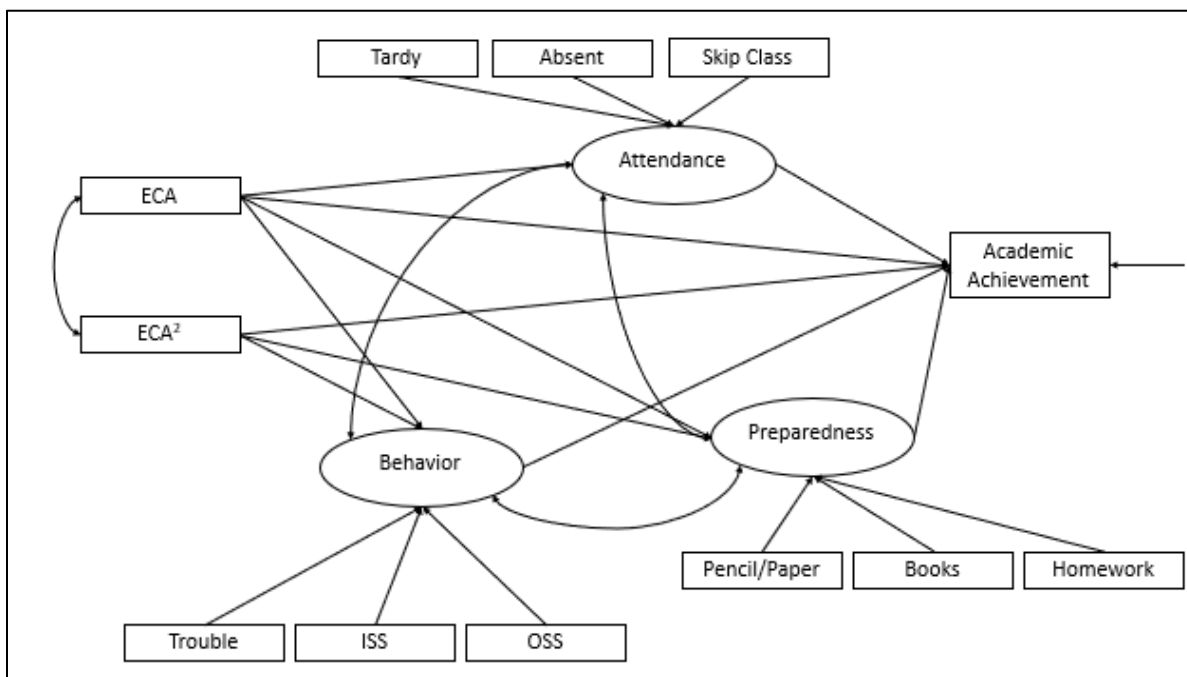 Tardy
Absent
Skip Class
Attendance
ECA
Academic
Achievement
ECA²
Preparedness
Behavior
Pencil/Paper
Books
Homework
Trouble
ISS
OSS